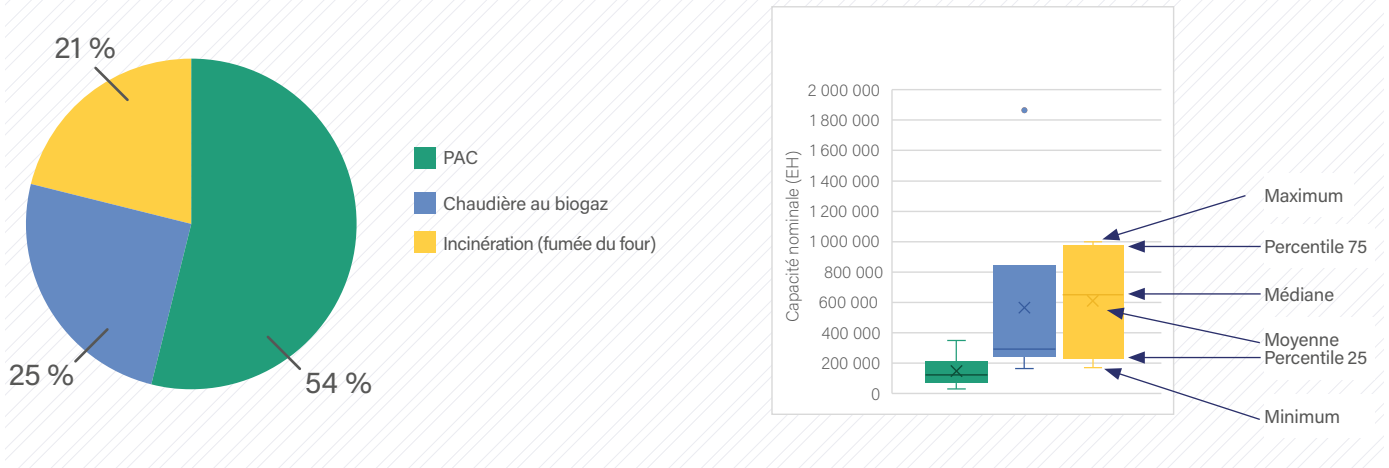 21 %
25 %
54 %
PAC
Chaudière au biogaz
Incinération (fumée du four)
Capacité nominale (EH)
2 000 000
1 800 000
1 600 000
1 400 000
1 200 000
1 000 000
800 000
600 000
400 000
200 000
0
Maximum
Percentile 75
Médiane
Moyenne
Percentile 25
Minimum